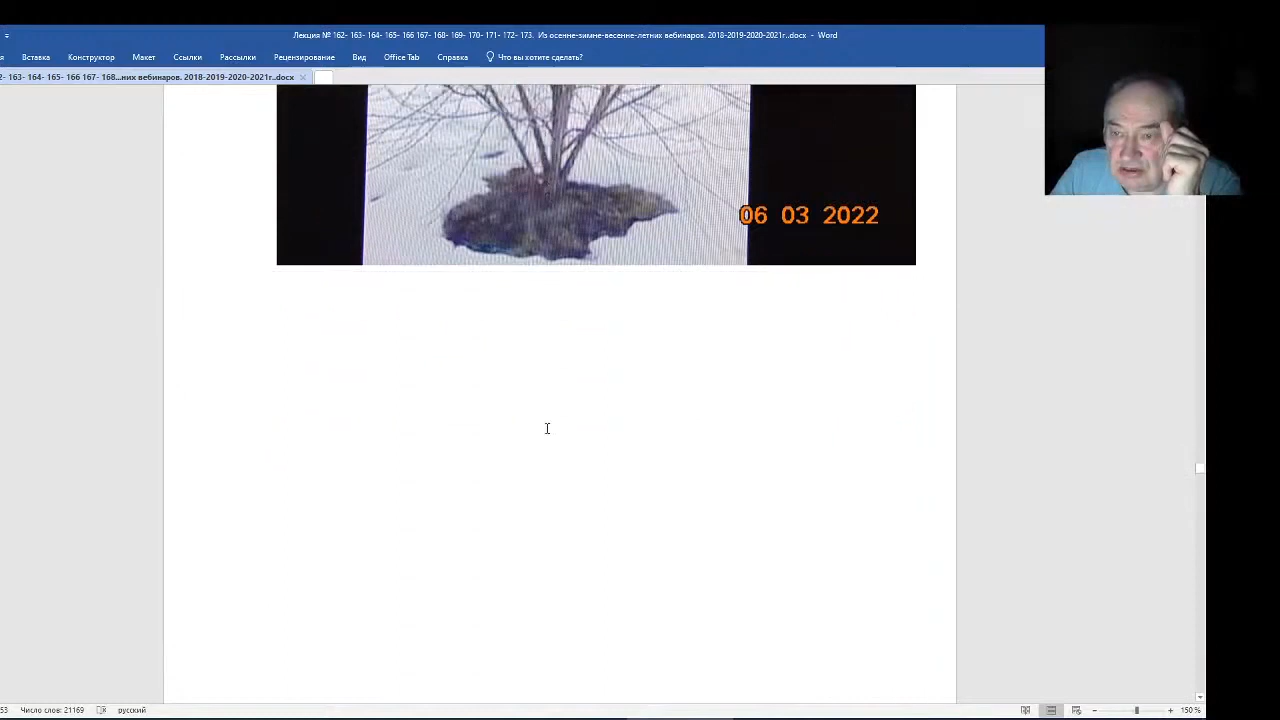 Лекция № 162- 163- 164- 165- 166 167- 168- 169- 170- 171- 172- 173. Из осенне-зимне-весенне-летних вебинаров. 2018-2019-2020-2021г..docx - Word
Вставка Конструктор Макет Ссылки Рассылки Рецензирование Вид Office Tab Справка Что вы хотите сделать?
2- 163- 164- 165- 166 167- 168...них вебинаров. 2018-2019-2020-2021г..docx
06 03 2022
53 Число слов: 21169 русский 150 %